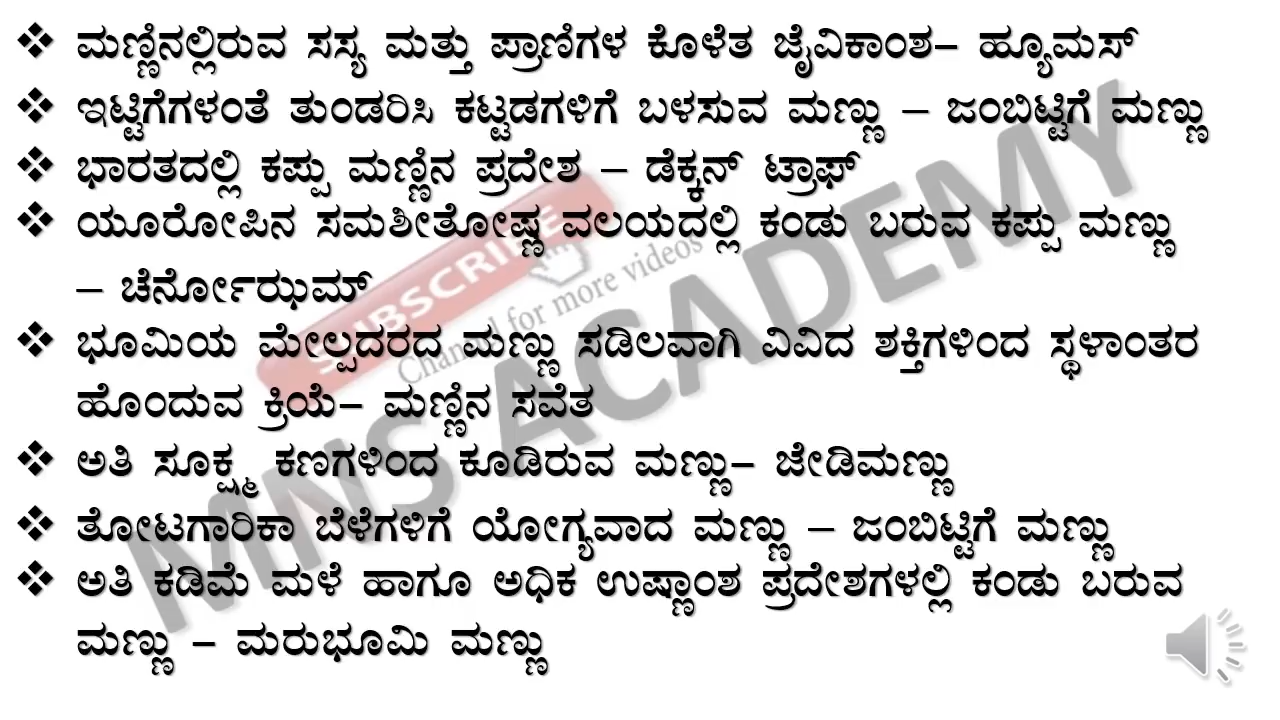 ❖ ಮಣ್ಣಿನಲ್ಲಿರುವ ಸಸ್ಯ ಮತ್ತು ಪ್ರಾಣಿಗಳ ಕೊಳೆತ ಜೈವಿಕಾಂಶ– ಹ್ಯೂಮಸ್
❖ ಇಟ್ಟಿಗೆಗಳಂತೆ ತುಂಡರಿಸಿ ಕಟ್ಟಡಗಳಿಗೆ ಬಳಸುವ ಮಣ್ಣು – ಜಂಬಿಟ್ಟಿಗೆ ಮಣ್ಣು
❖ ಭಾರತದಲ್ಲಿ ಕಪ್ಪು ಮಣ್ಣಿನ ಪ್ರದೇಶ – ಡೆಕ್ಕನ್ ಟ್ರಾಫ್
❖ ಯೂರೋಪಿನ ಸಮಶೀತೋಷ್ಣ ವಲಯದಲ್ಲಿ ಕಂಡು ಬರುವ ಕಪ್ಪು ಮಣ್ಣು
– ಚೆರ್ನೋಝಮ್
❖ ಭೂಮಿಯ ಮೇಲ್ಪದರದ ಮಣ್ಣು ಸಡಿಲವಾಗಿ ವಿವಿದ ಶಕ್ತಿಗಳಿಂದ ಸ್ಥಳಾಂತರ
ಹೊಂದುವ ಕ್ರಿಯೆ– ಮಣ್ಣಿನ ಸವೆತ
❖ ಅತಿ ಸೂಕ್ಷ್ಮ ಕಣಗಳಿಂದ ಕೂಡಿರುವ ಮಣ್ಣು– ಜೇಡಿಮಣ್ಣು
❖ ತೋಟಗಾರಿಕಾ ಬೆಳೆಗಳಿಗೆ ಯೋಗ್ಯವಾದ ಮಣ್ಣು – ಜಂಬಿಟ್ಟಿಗೆ ಮಣ್ಣು
❖ ಅತಿ ಕಡಿಮೆ ಮಳೆ ಹಾಗೂ ಅಧಿಕ ಉಷ್ಣಾಂಶ ಪ್ರದೇಶಗಳಲ್ಲಿ ಕಂಡು ಬರುವ
ಮಣ್ಣು – ಮರುಭೂಮಿ ಮಣ್ಣು
SUBSCRIBE
Channel for more videos
MNS ACADEMY